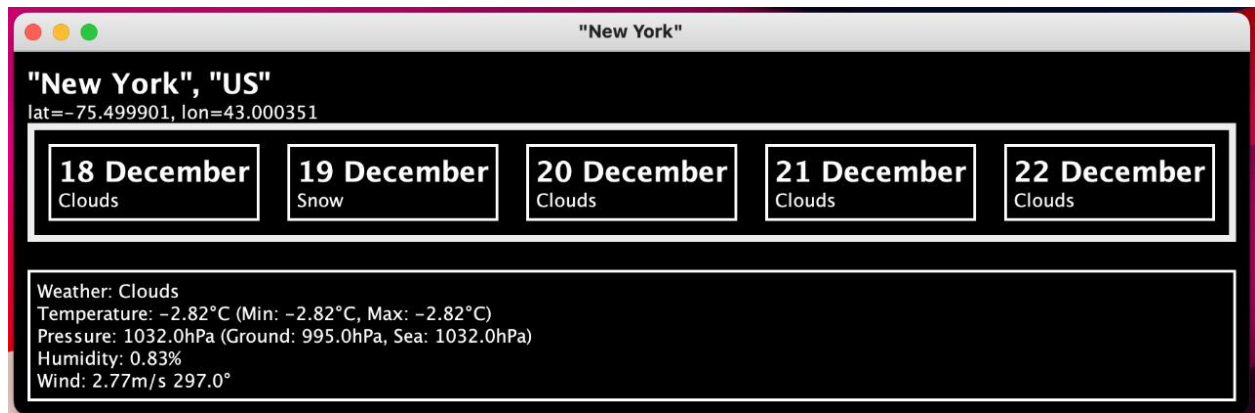 "New York"
"New York", "US"
lat=-75.499901, lon=43.000351
18 December 19 December 20 December 21 December 22 December
Clouds Snow Clouds Clouds Clouds
Weather: Clouds
Temperature: -2.82°C (Min: -2.82°C, Max: -2.82°C)
Pressure: 1032.0hPa (Ground: 995.0hPa, Sea: 1032.0hPa)
Humidity: 0.83%
Wind: 2.77m/s 297.0°